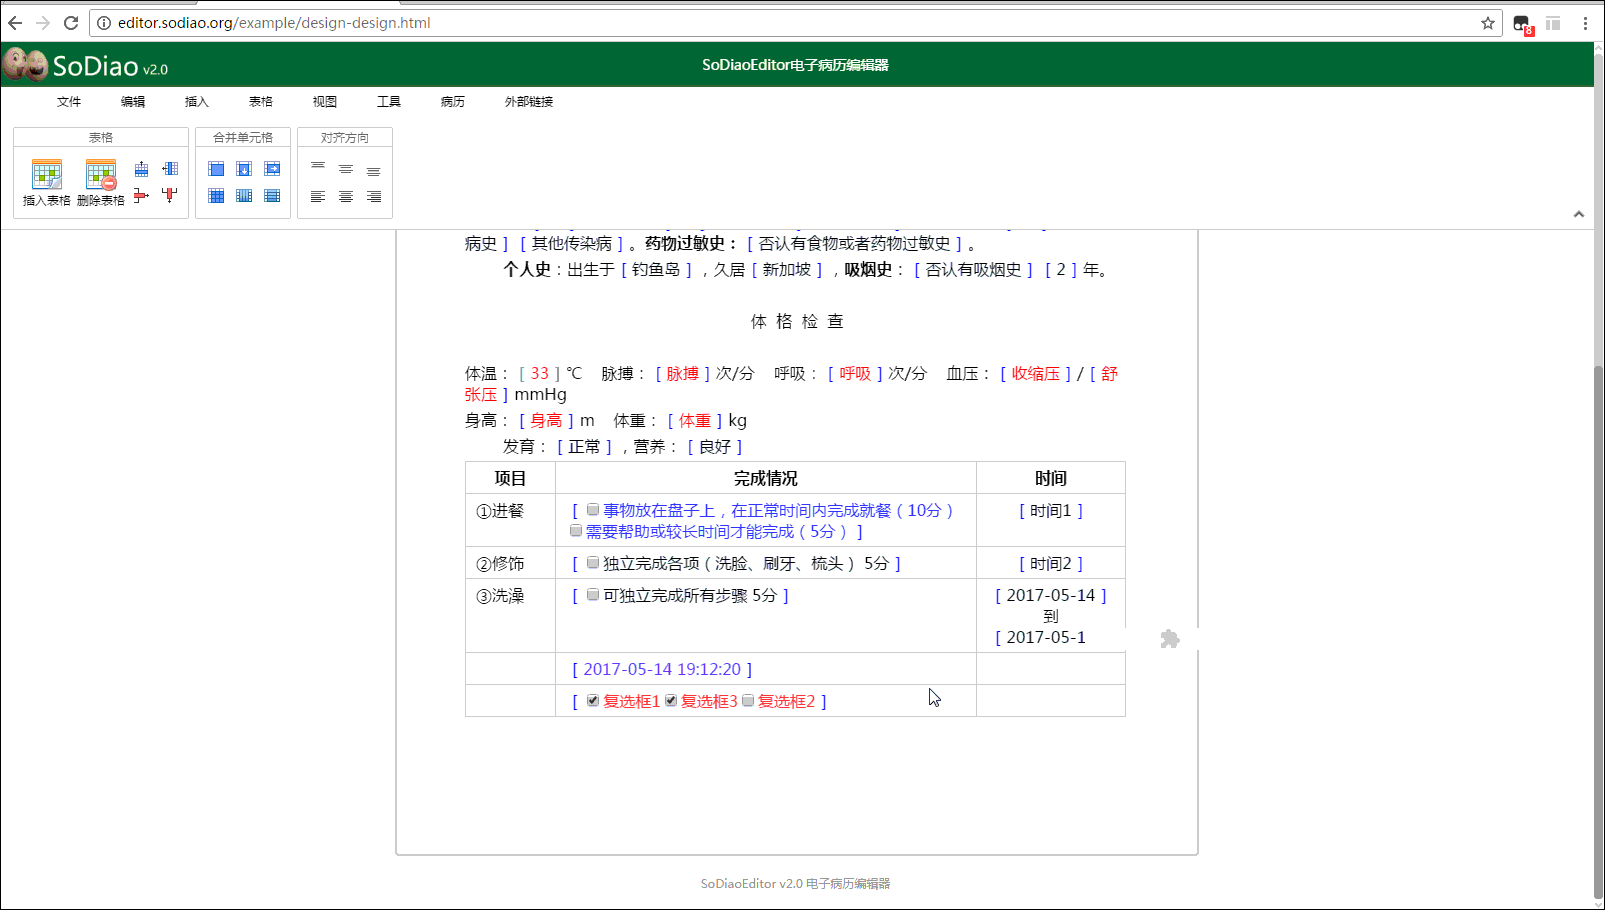 editor.sodiao.org/example/design-design.html
8
SoDiao v2.0
SoDiaoEditor电子病历编辑器
文件 编辑 插入 表格 视图 工具 病历 外部链接
表格 合并单元格 对齐方向
插入表格 删除表格
病史 ] [ 其他传染病 ] 。药物过敏史： [ 否认有食物或者药物过敏史 ] 。
个人史：出生于 [ 钓鱼岛 ] ，久居 [ 新加坡 ] ，吸烟史： [ 否认有吸烟史 ] [ 2 ] 年。
体 格 检 查
体温： [ 33 ] ℃ 脉搏： [ 脉搏 ] 次/分 呼吸： [ 呼吸 ] 次/分 血压： [ 收缩压 ] / [ 舒
张压 ] mmHg
身高： [ 身高 ] m 体重： [ 体重 ] kg
发育： [ 正常 ] ，营养： [ 良好 ]
项目 完成情况 时间
①进餐 [ 事物放在盘子上，在正常时间内完成就餐（10分） [ 时间1 ]
需要帮助或较长时间才能完成（5分） ]
②修饰 [ 独立完成各项（洗脸、刷牙、梳头） 5分 ] [ 时间2 ]
③洗澡 [ 可独立完成所有步骤 5分 ] [ 2017-05-14 ]
到
[ 2017-05-1
[ 2017-05-14 19:12:20 ]
[ 复选框1 复选框3 复选框2 ]
SoDiaoEditor v2.0 电子病历编辑器